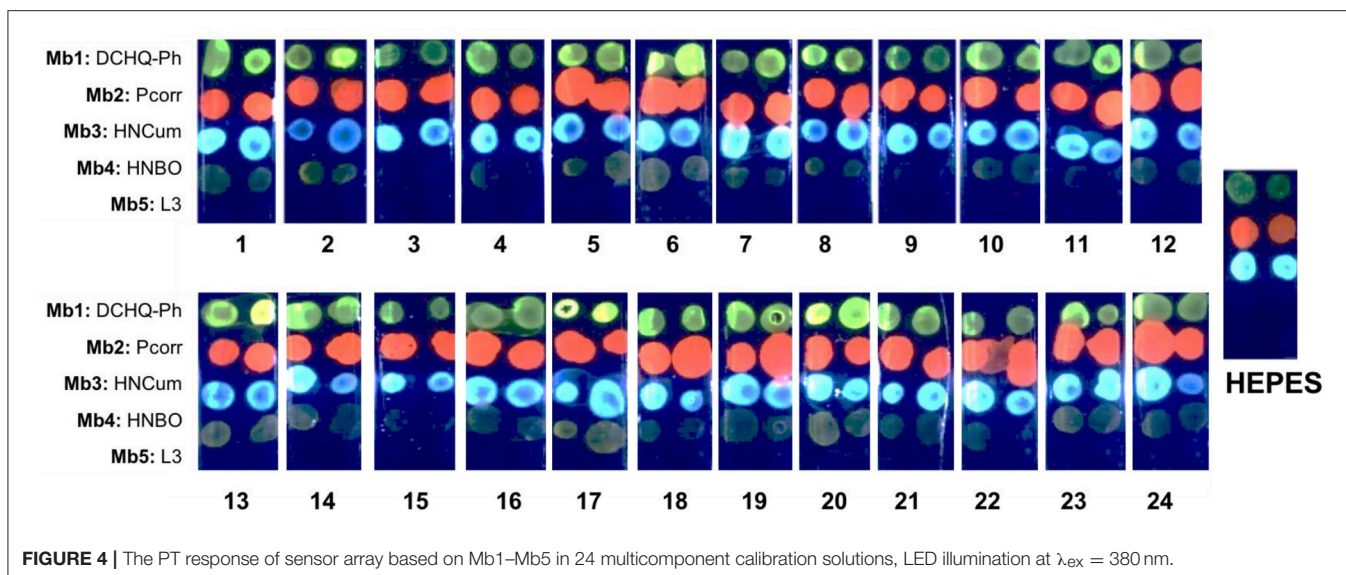 Mb1: DCHQ-Ph
Mb2: Pcorr
Mb3: HNCum
Mb4: HNBO
Mb5: L3
1 2 3 4 5 6 7 8 9 10 11 12
HEPES
Mb1: DCHQ-Ph
Mb2: Pcorr
Mb3: HNCum
Mb4: HNBO
Mb5: L3
13 14 15 16 17 18 19 20 21 22 23 24
FIGURE 4 | The PT response of sensor array based on Mb1–Mb5 in 24 multicomponent calibration solutions, LED illumination at λex = 380 nm.